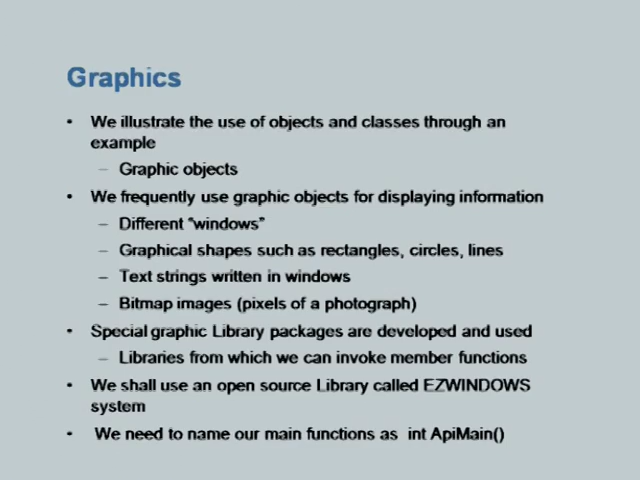 Graphics
• We illustrate the use of objects and classes through an
example
– Graphic objects
• We frequently use graphic objects for displaying information
– Different “windows”
– Graphical shapes such as rectangles, circles, lines
– Text strings written in windows
– Bitmap images (pixels of a photograph)
• Special graphic Library packages are developed and used
– Libraries from which we can invoke member functions
• We shall use an open source Library called EZWINDOWS
system
• We need to name our main functions as int ApiMain()